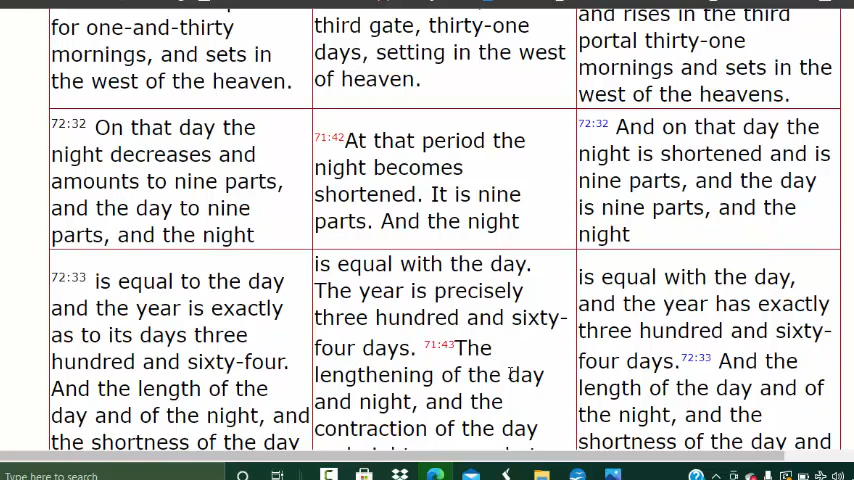 for one-and-thirty
mornings, and sets in
the west of the heaven.
third gate, thirty-one
days, setting in the west
of heaven.
and rises in the third
portal thirty-one
mornings and sets in the
west of the heavens.
72:32 On that day the
night decreases and
amounts to nine parts,
and the day to nine
parts, and the night
71:42At that period the
night becomes
shortened. It is nine
parts. And the night
72:32 And on that day the
night is shortened and is
nine parts, and the day
is nine parts, and the
night
72:33 is equal to the day
and the year is exactly
as to its days three
hundred and sixty-four.
And the length of the
day and of the night, and
the shortness of the day
is equal with the day.
The year is precisely
three hundred and sixty-
four days. 71:43The
lengthening of the day
and night, and the
contraction of the day
is equal with the day,
and the year has exactly
three hundred and sixty-
four days.72:33 And the
length of the day and of
the night, and the
shortness of the day and
Type here to search